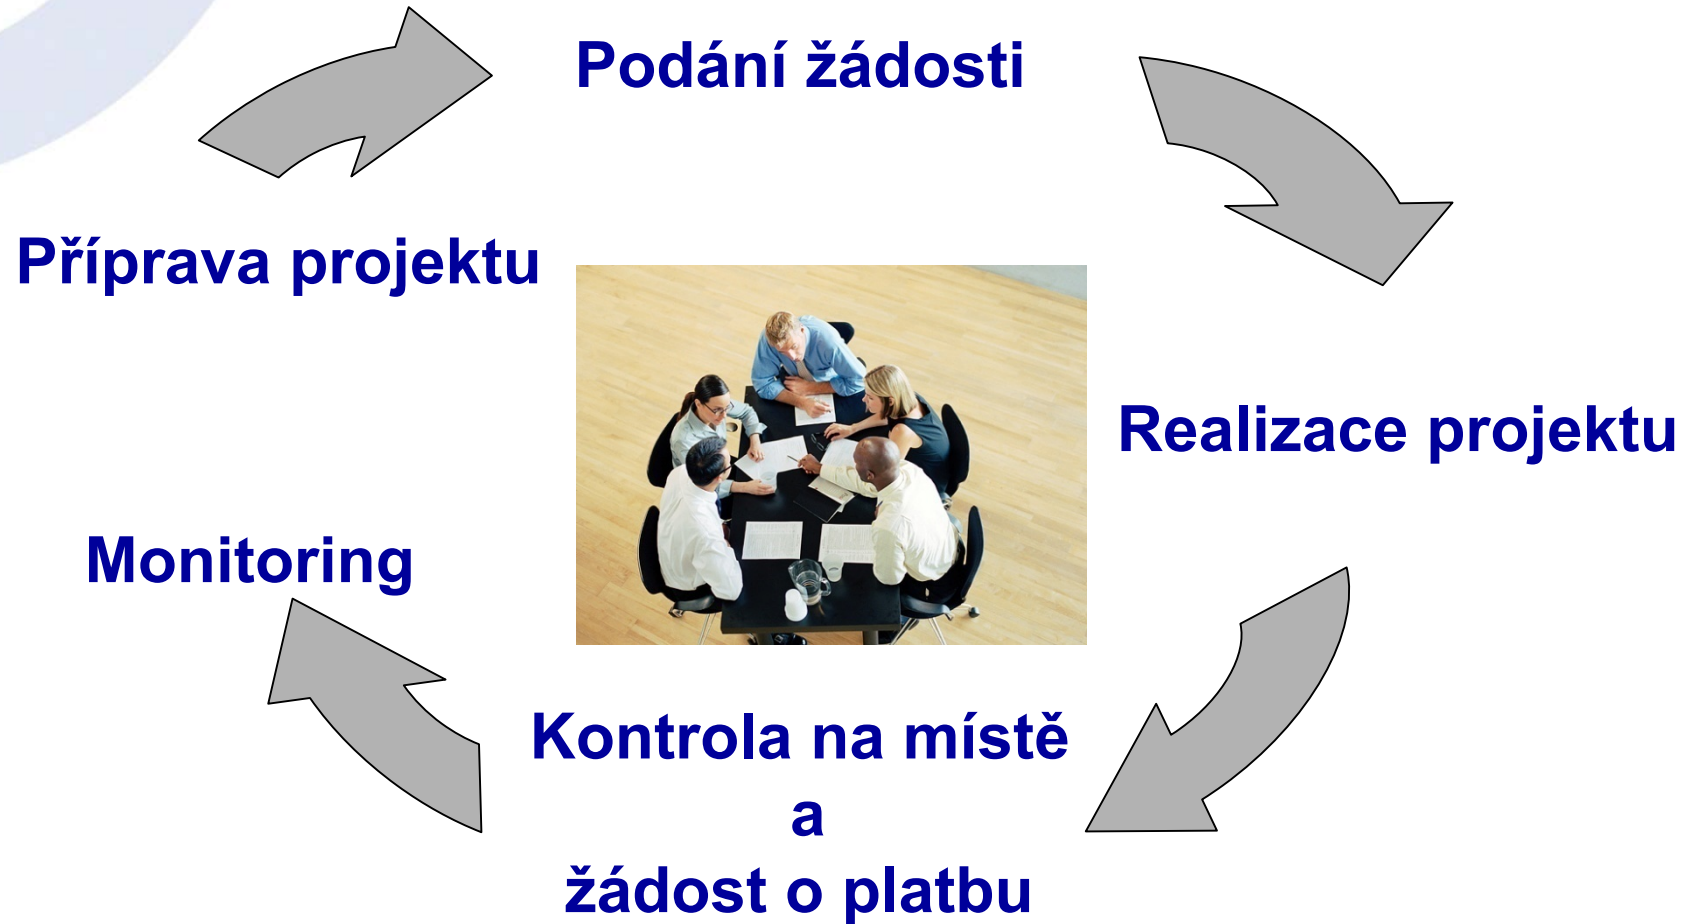 Podání žádosti
Příprava projektu
Realizace projektu
Monitoring
Kontrola na místě
a
žádost o platbu